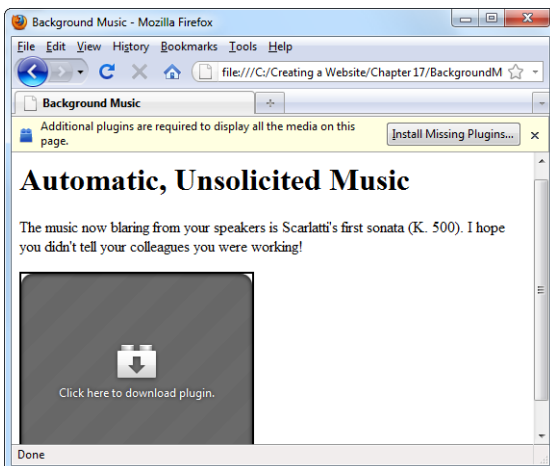 Background Music - Mozilla Firefox
File Edit View History Bookmarks Tools Help
file:///C:/Creating a Website/Chapter 17/BackgroundM
Background Music
Additional plugins are required to display all the media on this
page.
Install Missing Plugins...
Automatic, Unsolicited Music
The music now blaring from your speakers is Scarlatti's first sonata (K. 500). I hope
you didn't tell your colleagues you were working!
Click here to download plugin.
Done